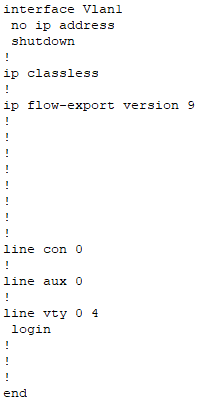 interface Vlan1
 no ip address
 shutdown
!
ip classless
!
ip flow-export version 9
!
!
!
!
!
!
!
!
line con 0
!
line aux 0
!
line vty 0 4
 login
!
!
!
end